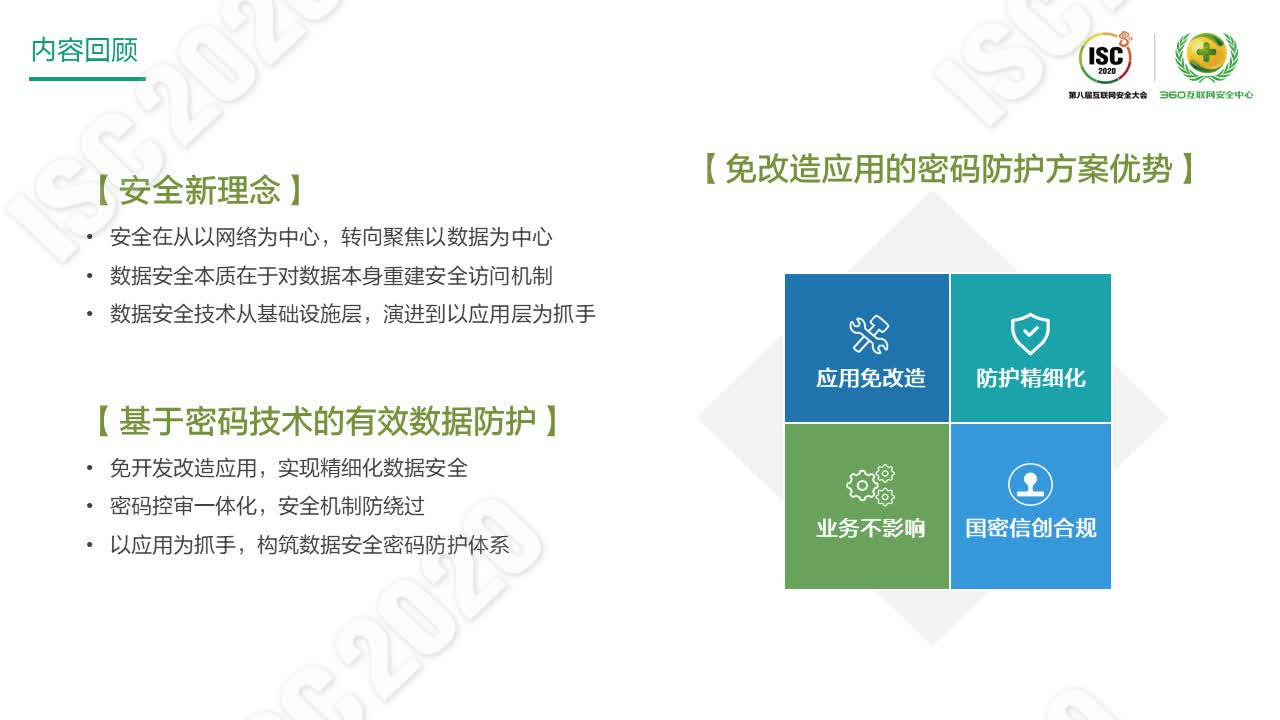 内容回顾
ISC
2020
第八届互联网安全大会
360互联网安全中心
【 安全新理念 】
• 安全在从以网络为中心，转向聚焦以数据为中心
• 数据安全本质在于对数据本身重建安全访问机制
• 数据安全技术从基础设施层，演进到以应用层为抓手
【 基于密码技术的有效数据防护 】
• 免开发改造应用，实现精细化数据安全
• 密码控审一体化，安全机制防绕过
• 以应用为抓手，构筑数据安全密码防护体系
【 免改造应用的密码防护方案优势 】
应用免改造
防护精细化
业务不影响
国密信创合规
ISC 2020
ISC 2020
ISC 2020